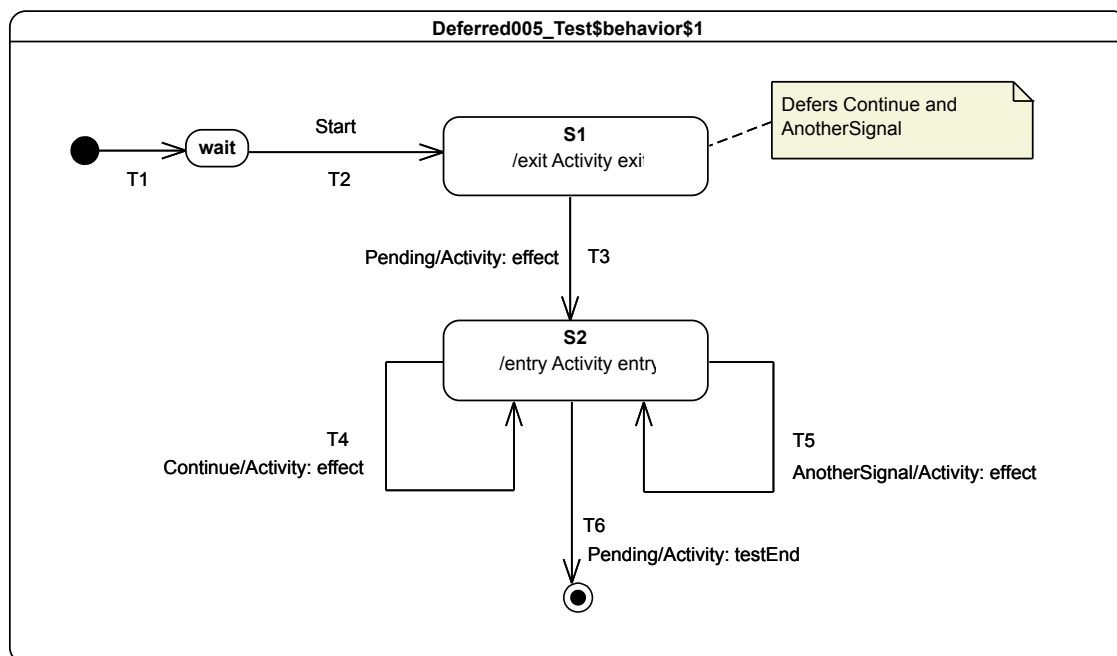 Deferred005_Test$behavior$1
Defers Continue and
AnotherSignal
Start
wait
T1
T2
S1
/exit Activity exit
Pending/Activity: effect
T3
S2
/entry Activity entry
T4
Continue/Activity: effect
T5
AnotherSignal/Activity: effect
T6
Pending/Activity: testEnd